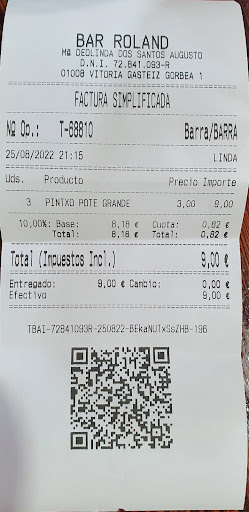 BAR ROLAND
Mª DEOLINDA DOS SANTOS AUGUSTO
D.N.I. 72.841.093-R
01008 VITORIA GASTEIZ GORBEA 1
FACTURA SIMPLIFICADA
Nº Op.: T-68810 Barra/BARRA
25/08/2022 21:15 LINDA
Uds. Producto Precio Importe
3 PINTXO POTE GRANDE 3,00 9,00
10,00%: Base: 8,18 € Cuota: 0,82 €
Total: 8,18 € Total: 0,82 €
Total (Impuestos Incl.) 9,00 €
Entregado: 9,00 € Cambio: 0,00 €
Efectivo 9,00 €
TBAI-72841093R-250822-BEkaNUTxSsZHB-196